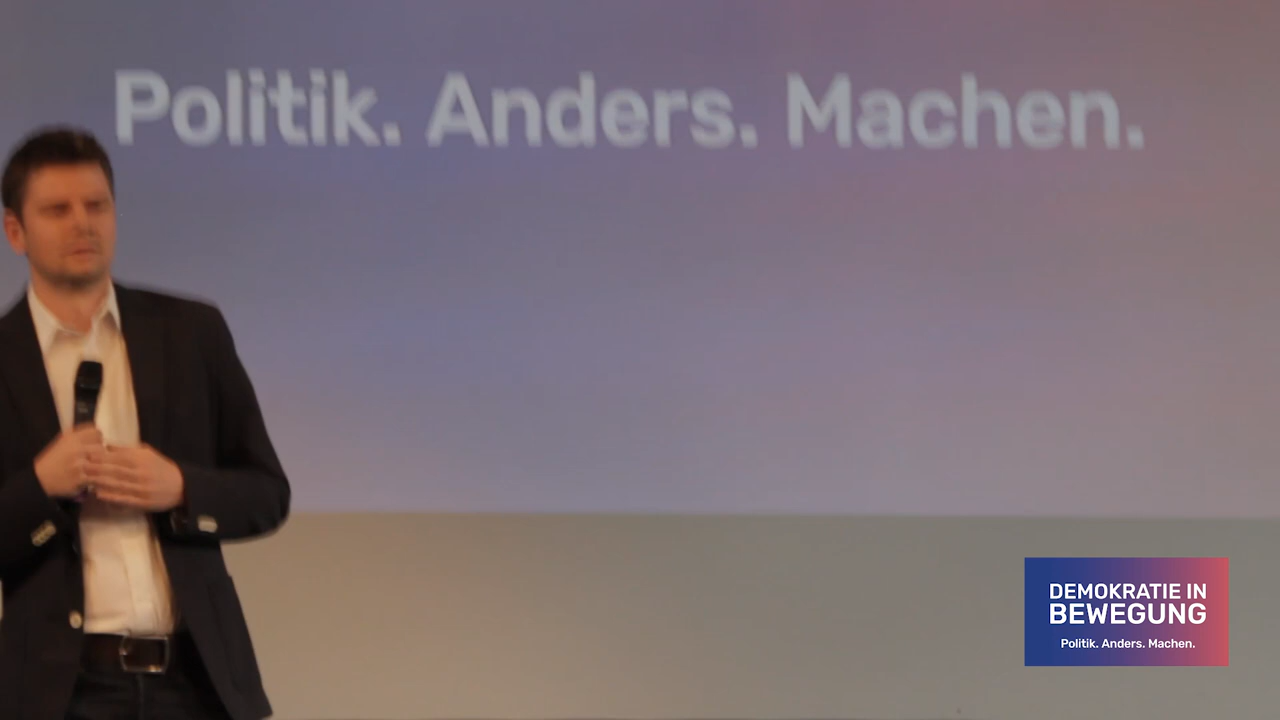 Politik. Anders. Machen.
DEMOKRATIE IN
BEWEGUNG
Politik. Anders. Machen.